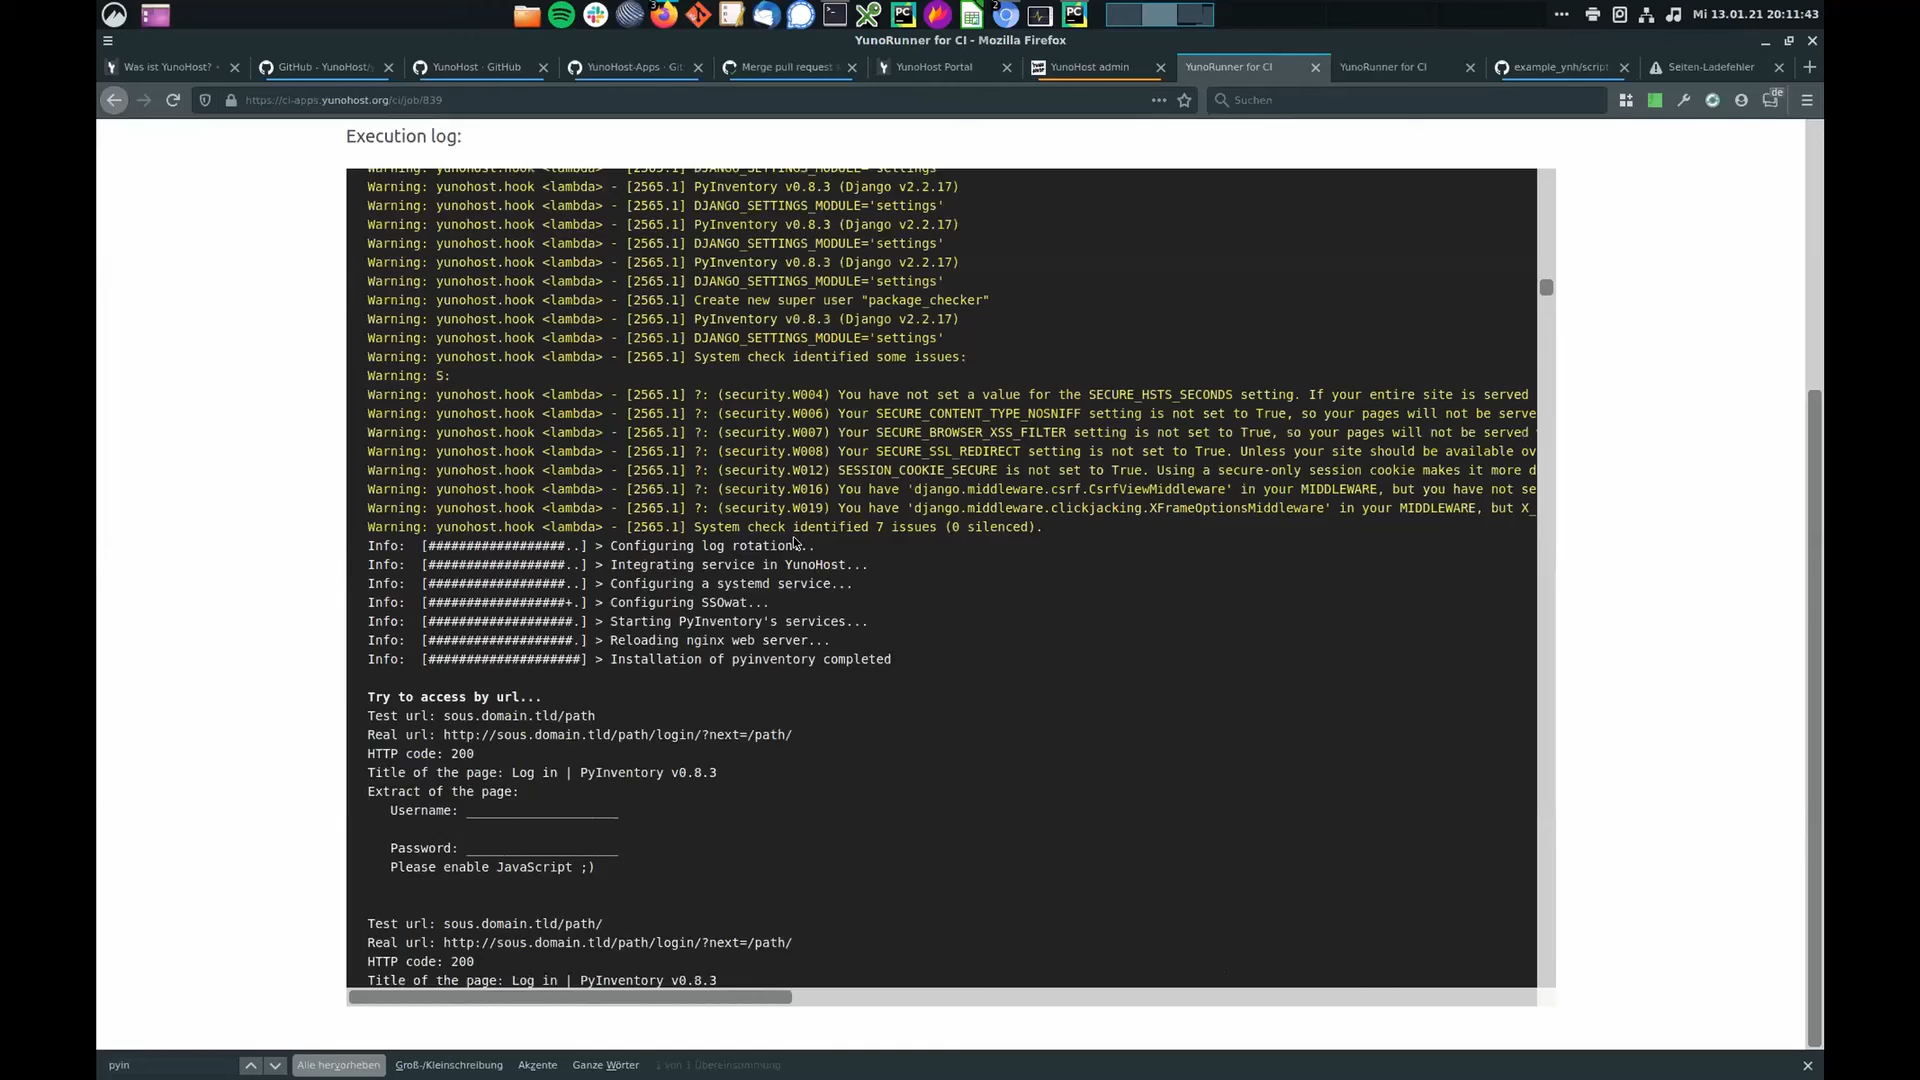 3
2
Mi 13.01.21 20:11:43
YunoRunner for CI - Mozilla Firefox
Was ist YunoHost?
GitHub - YunoHost/
YunoHost · GitHub
YunoHost-Apps · Git
Merge pull request
YunoHost Portal
YunoHost admin
YunoRunner for CI
YunoRunner for CI
example_ynh/script
Seiten-Ladefehler
https://ci-apps.yunohost.org/ci/job/839
Suchen
de
Execution log:
Warning: yunohost.hook <lambda> - [2565.1] DJANGO_SETTINGS_MODULE='settings'
Warning: yunohost.hook <lambda> - [2565.1] PyInventory v0.8.3 (Django v2.2.17)
Warning: yunohost.hook <lambda> - [2565.1] DJANGO_SETTINGS_MODULE='settings'
Warning: yunohost.hook <lambda> - [2565.1] PyInventory v0.8.3 (Django v2.2.17)
Warning: yunohost.hook <lambda> - [2565.1] DJANGO_SETTINGS_MODULE='settings'
Warning: yunohost.hook <lambda> - [2565.1] PyInventory v0.8.3 (Django v2.2.17)
Warning: yunohost.hook <lambda> - [2565.1] DJANGO_SETTINGS_MODULE='settings'
Warning: yunohost.hook <lambda> - [2565.1] Create new super user "package_checker"
Warning: yunohost.hook <lambda> - [2565.1] PyInventory v0.8.3 (Django v2.2.17)
Warning: yunohost.hook <lambda> - [2565.1] DJANGO_SETTINGS_MODULE='settings'
Warning: yunohost.hook <lambda> - [2565.1] System check identified some issues:
Warning: S:
Warning: yunohost.hook <lambda> - [2565.1] ?: (security.W004) You have not set a value for the SECURE_HSTS_SECONDS setting. If your entire site is served
Warning: yunohost.hook <lambda> - [2565.1] ?: (security.W006) Your SECURE_CONTENT_TYPE_NOSNIFF setting is not set to True, so your pages will not be serve
Warning: yunohost.hook <lambda> - [2565.1] ?: (security.W007) Your SECURE_BROWSER_XSS_FILTER setting is not set to True, so your pages will not be served
Warning: yunohost.hook <lambda> - [2565.1] ?: (security.W008) Your SECURE_SSL_REDIRECT setting is not set to True. Unless your site should be available ov
Warning: yunohost.hook <lambda> - [2565.1] ?: (security.W012) SESSION_COOKIE_SECURE is not set to True. Using a secure-only session cookie makes it more d
Warning: yunohost.hook <lambda> - [2565.1] ?: (security.W016) You have 'django.middleware.csrf.CsrfViewMiddleware' in your MIDDLEWARE, but you have not se
Warning: yunohost.hook <lambda> - [2565.1] ?: (security.W019) You have 'django.middleware.clickjacking.XFrameOptionsMiddleware' in your MIDDLEWARE, but X_
Warning: yunohost.hook <lambda> - [2565.1] System check identified 7 issues (0 silenced).
Info: [##################..] > Configuring log rotation...
Info: [##################..] > Integrating service in YunoHost...
Info: [##################..] > Configuring a systemd service...
Info: [##################+.] > Configuring SSOwat...
Info: [###################.] > Starting PyInventory's services...
Info: [###################.] > Reloading nginx web server...
Info: [####################] > Installation of pyinventory completed
Try to access by url...
Test url: sous.domain.tld/path
Real url: http://sous.domain.tld/path/login/?next=/path/
HTTP code: 200
Title of the page: Log in | PyInventory v0.8.3
Extract of the page:
Username: ____________________
Password: ____________________
Please enable JavaScript ;)
Test url: sous.domain.tld/path/
Real url: http://sous.domain.tld/path/login/?next=/path/
HTTP code: 200
Title of the page: Log in | PyInventory v0.8.3
pyin
Alle hervorheben
Groß-/Kleinschreibung
Akzente
Ganze Wörter
1 von 1 Übereinstimmung